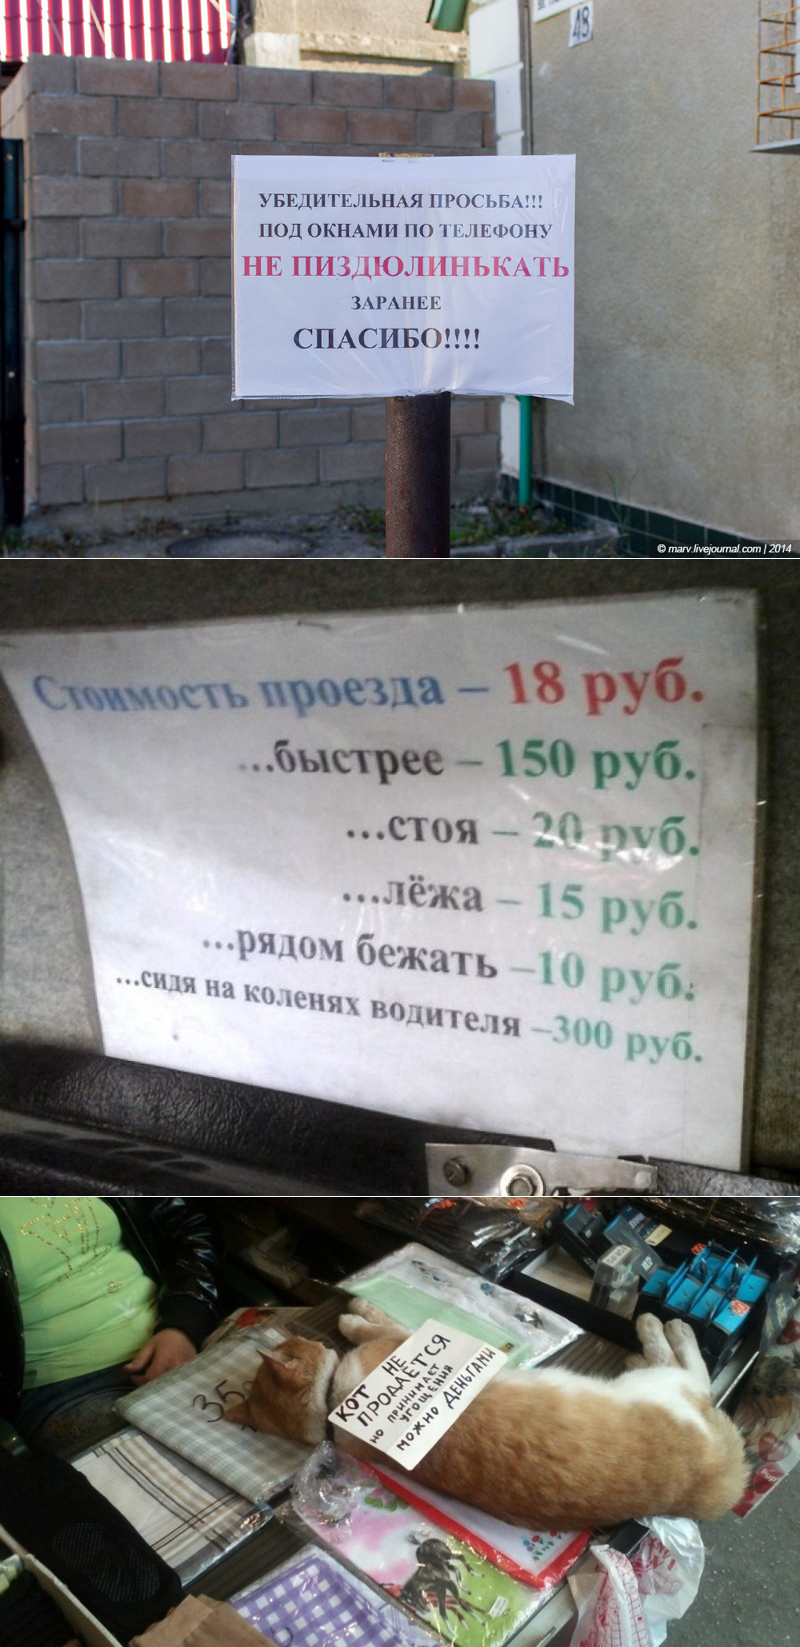 48
УБЕДИТЕЛЬНАЯ ПРОСЬБА!!!
ПОД ОКНАМИ ПО ТЕЛЕФОНУ
НЕ ПИЗДЮЛИНЬКАТЬ
ЗАРАНЕЕ
СПАСИБО!!!!
© marv.livejournal.com | 2014
Стоимость проезда – 18 руб.
...быстрее – 150 руб.
...стоя – 20 руб.
...лёжа – 15 руб.
...рядом бежать –10 руб.
...сидя на коленях водителя –300 руб.
35
КОТ НЕ
ПРОДАЁТСЯ
НО ПРИНИМАЕТ
УГОЩЕНИЯ
МОЖНО ДЕНЬГАМИ